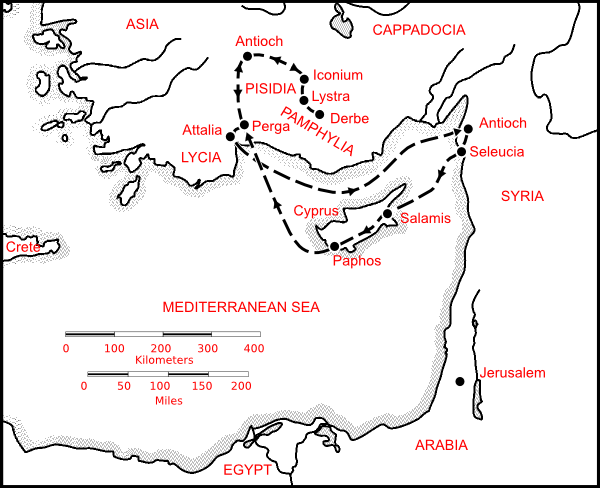 ASIA
CAPPADOCIA
Antioch
Iconium
PISIDIA
Lystra
Derbe
PAMPHYLIA
Attalia
Perga
Antioch
LYCIA
Seleucia
SYRIA
Cyprus
Salamis
Crete
Paphos
MEDITERRANEAN SEA
0 100 200 300 400
Kilometers
0 50 100 150 200
Miles
Jerusalem
ARABIA
EGYPT